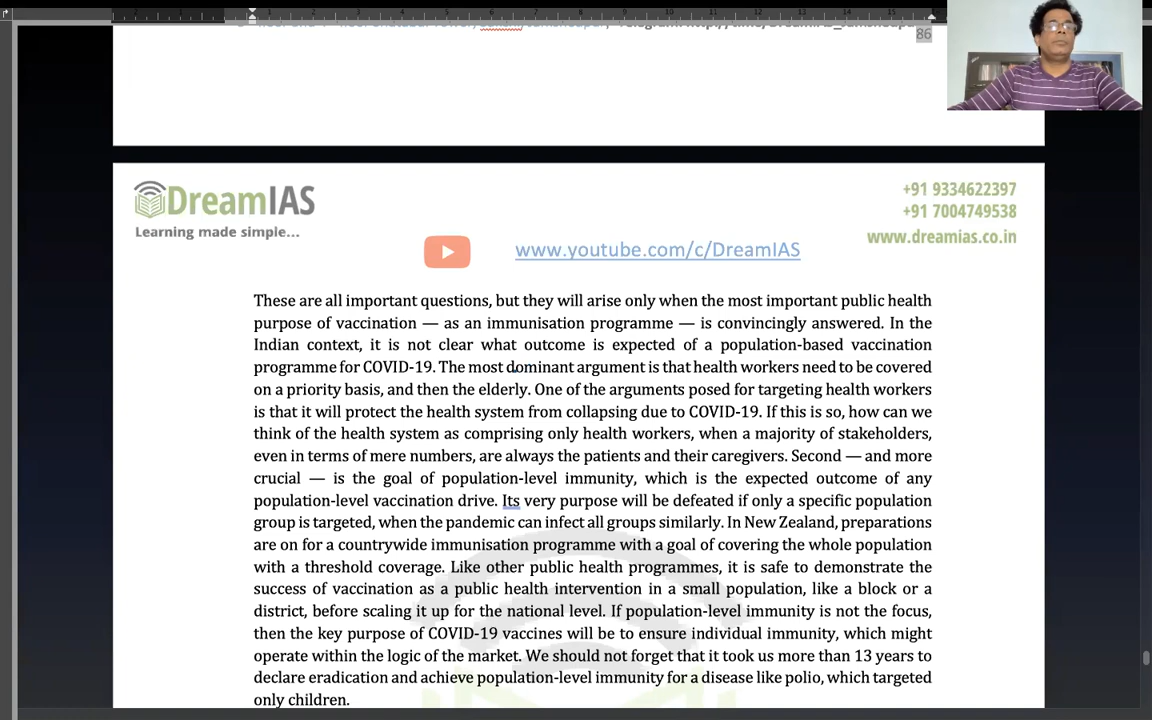 86
DreamIAS
Learning made simple...
+91 9334622397
+91 7004749538
www.dreamias.co.in
www.youtube.com/c/DreamIAS
These are all important questions, but they will arise only when the most important public health
purpose of vaccination — as an immunisation programme — is convincingly answered. In the
Indian context, it is not clear what outcome is expected of a population-based vaccination
programme for COVID-19. The most dominant argument is that health workers need to be covered
on a priority basis, and then the elderly. One of the arguments posed for targeting health workers
is that it will protect the health system from collapsing due to COVID-19. If this is so, how can we
think of the health system as comprising only health workers, when a majority of stakeholders,
even in terms of mere numbers, are always the patients and their caregivers. Second — and more
crucial — is the goal of population-level immunity, which is the expected outcome of any
population-level vaccination drive. Its very purpose will be defeated if only a specific population
group is targeted, when the pandemic can infect all groups similarly. In New Zealand, preparations
are on for a countrywide immunisation programme with a goal of covering the whole population
with a threshold coverage. Like other public health programmes, it is safe to demonstrate the
success of vaccination as a public health intervention in a small population, like a block or a
district, before scaling it up for the national level. If population-level immunity is not the focus,
then the key purpose of COVID-19 vaccines will be to ensure individual immunity, which might
operate within the logic of the market. We should not forget that it took us more than 13 years to
declare eradication and achieve population-level immunity for a disease like polio, which targeted
only children.